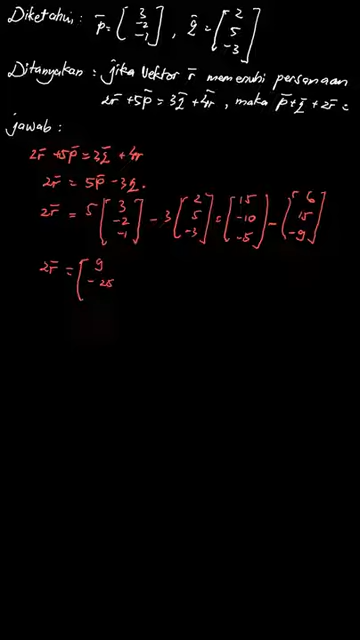 Diketahui : p̄ = [3 -2 -1], q̄ = [2 5 -3]
Ditanyakan : jika vektor r̄ memenuhi persamaan
2r̄ + 5p̄ = 3q̄ + 4r̄, maka p̄ + q̄ + 2r̄ =
jawab :
2r̄ + 5p̄ = 3q̄ + 4r
2r̄ = 5p̄ - 3q.
2r̄ = 5 [3 -2 -1] - 3 [2 5 -3] = [15 -10 -5] - [6 15 -9]
2r̄ = [9 -25